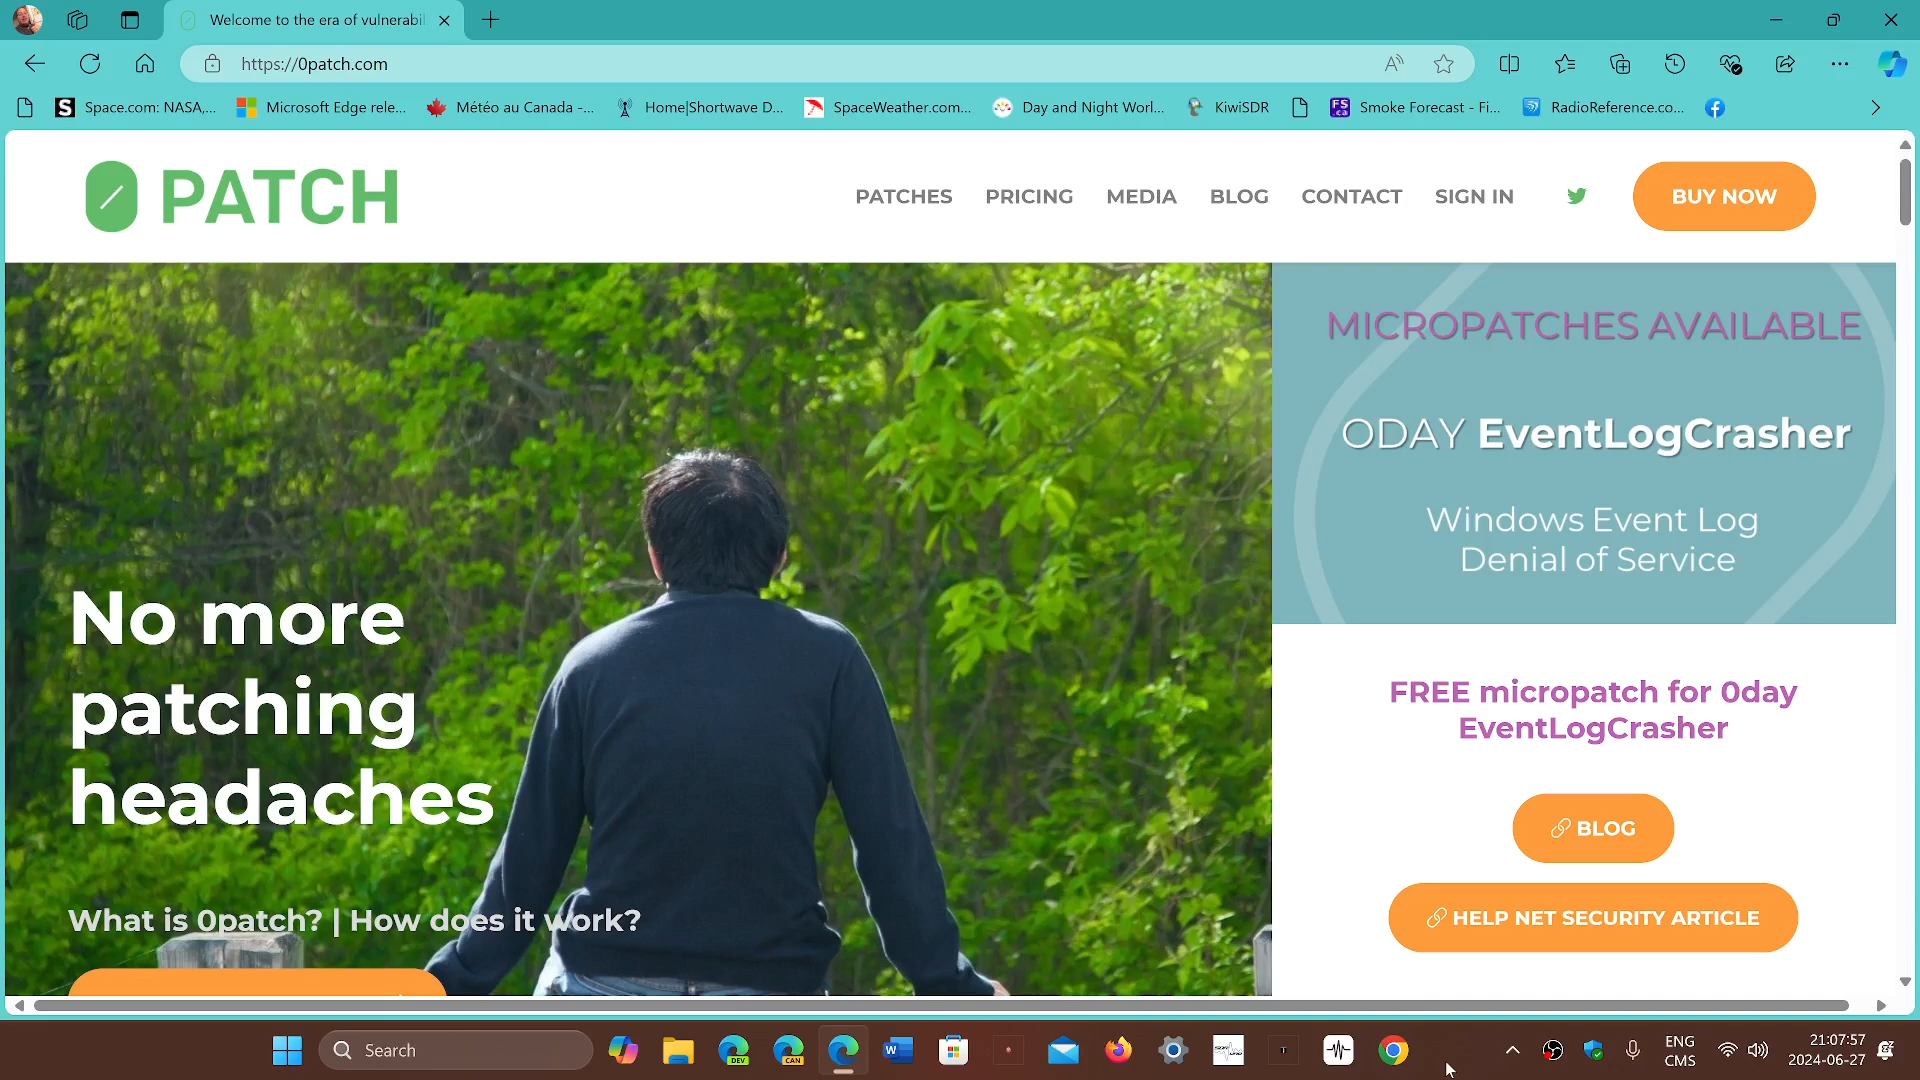 Welcome to the era of vulnerabil
https://0patch.com
Space.com: NASA,...
Microsoft Edge rele...
Météo au Canada -...
Home|Shortwave D...
SpaceWeather.com...
Day and Night Worl...
KiwiSDR
Smoke Forecast - Fi...
RadioReference.co...
0 PATCH
PATCHES
PRICING
MEDIA
BLOG
CONTACT
SIGN IN
BUY NOW
MICROPATCHES AVAILABLE
0DAY EventLogCrasher
Windows Event Log
Denial of Service
No more
patching
headaches
What is 0patch? | How does it work?
FREE micropatch for 0day
EventLogCrasher
BLOG
HELP NET SECURITY ARTICLE
Search
DEV
CAN
ENG
CMS
21:07:57
2024-06-27